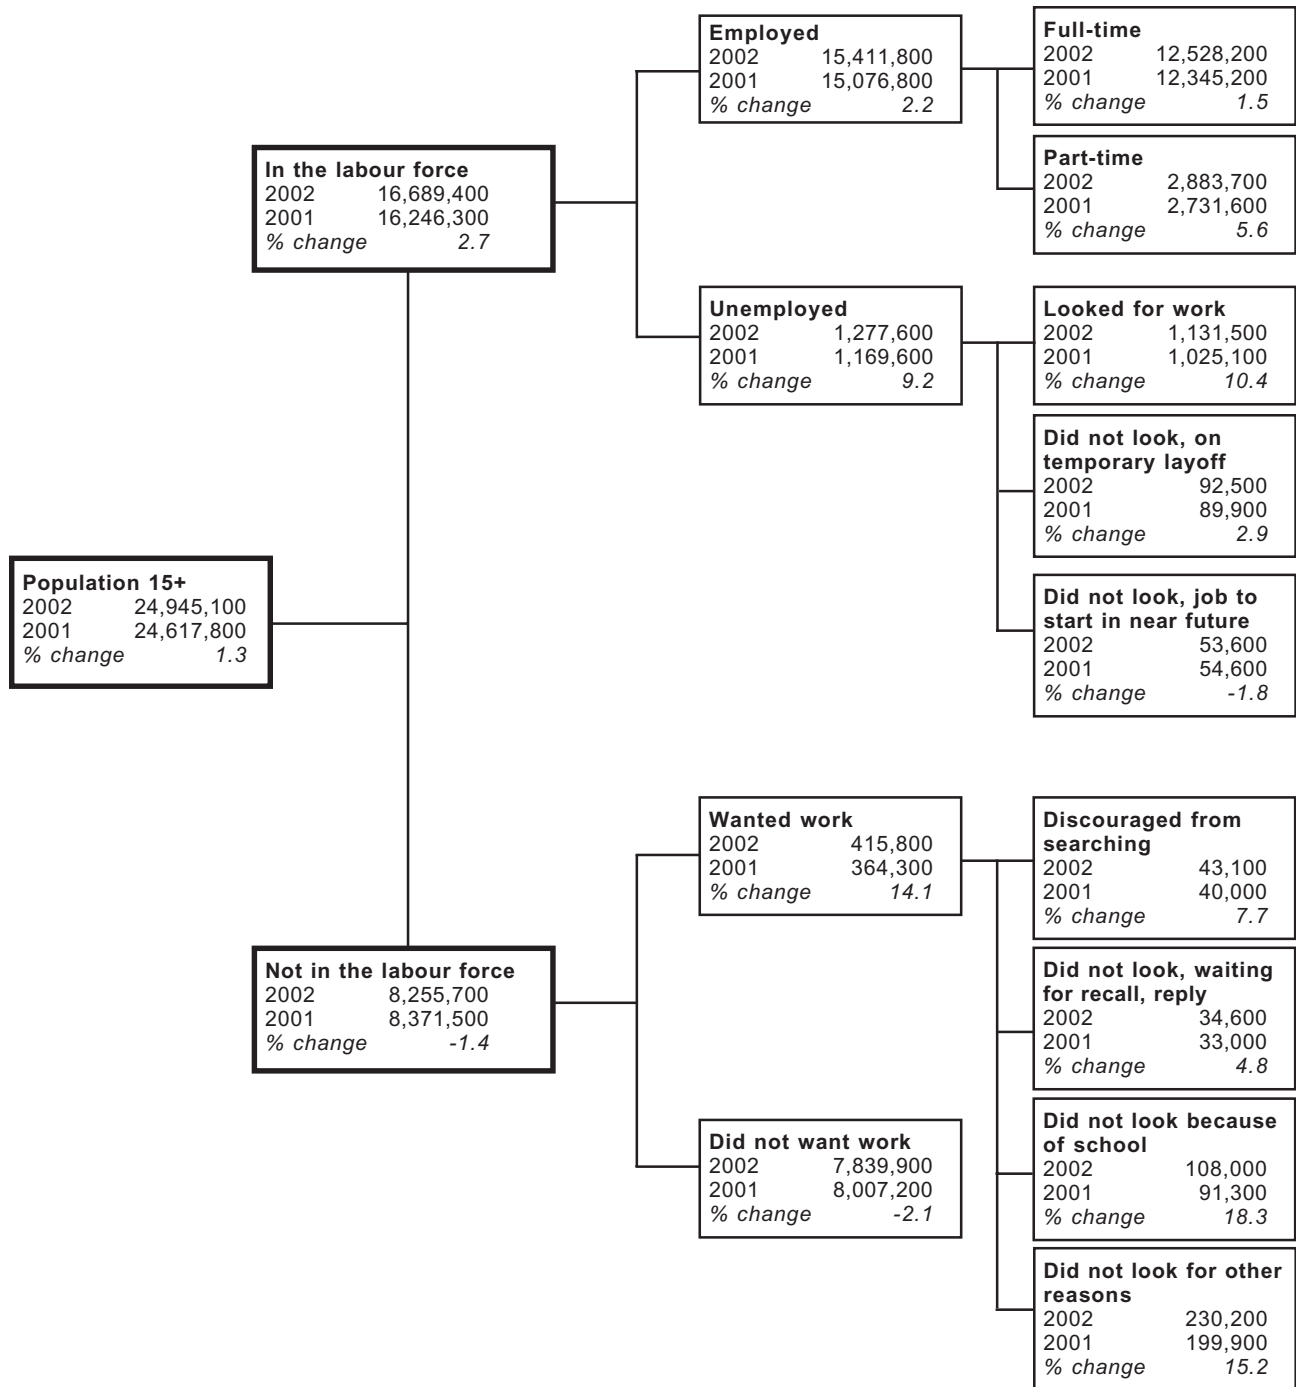 Employed
2002 15,411,800
2001 15,076,800
% change 2.2
Full-time
2002 12,528,200
2001 12,345,200
% change 1.5
Part-time
2002 2,883,700
2001 2,731,600
% change 5.6
In the labour force
2002 16,689,400
2001 16,246,300
% change 2.7
Unemployed
2002 1,277,600
2001 1,169,600
% change 9.2
Looked for work
2002 1,131,500
2001 1,025,100
% change 10.4
Did not look, on
temporary layoff
2002 92,500
2001 89,900
% change 2.9
Did not look, job to
start in near future
2002 53,600
2001 54,600
% change -1.8
Population 15+
2002 24,945,100
2001 24,617,800
% change 1.3
Wanted work
2002 415,800
2001 364,300
% change 14.1
Discouraged from
searching
2002 43,100
2001 40,000
% change 7.7
Not in the labour force
2002 8,255,700
2001 8,371,500
% change -1.4
Did not look, waiting
for recall, reply
2002 34,600
2001 33,000
% change 4.8
Did not want work
2002 7,839,900
2001 8,007,200
% change -2.1
Did not look because
of school
2002 108,000
2001 91,300
% change 18.3
Did not look for other
reasons
2002 230,200
2001 199,900
% change 15.2